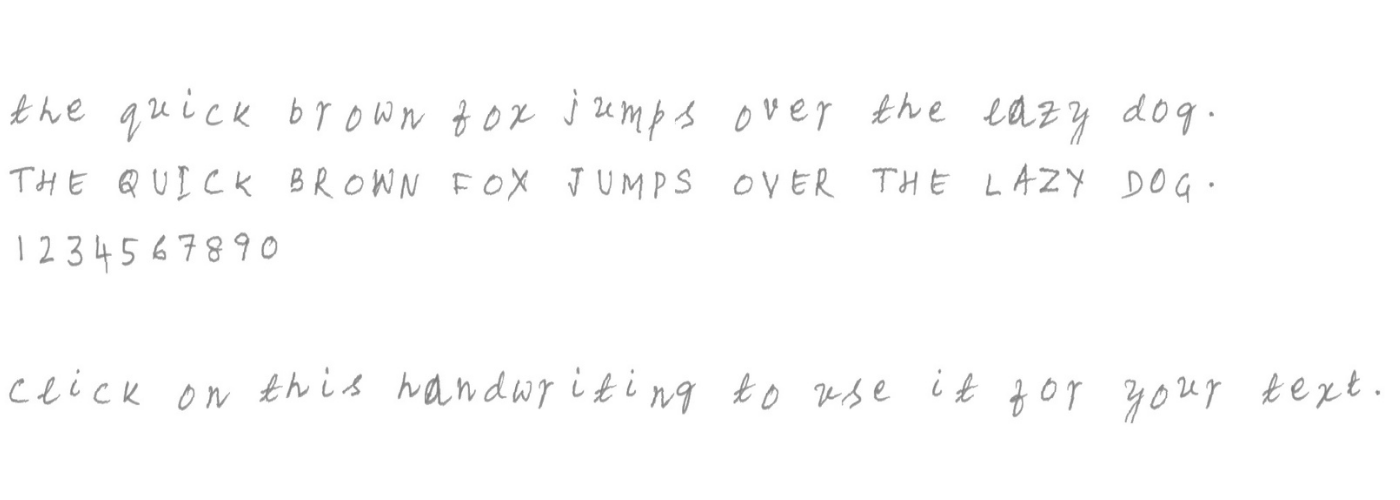 the quick brown fox jumps over the lazy dog.
THE QUICK BROWN FOX JUMPS OVER THE LAZY DOG.
1234567890
click on this handwriting to use it for your text.